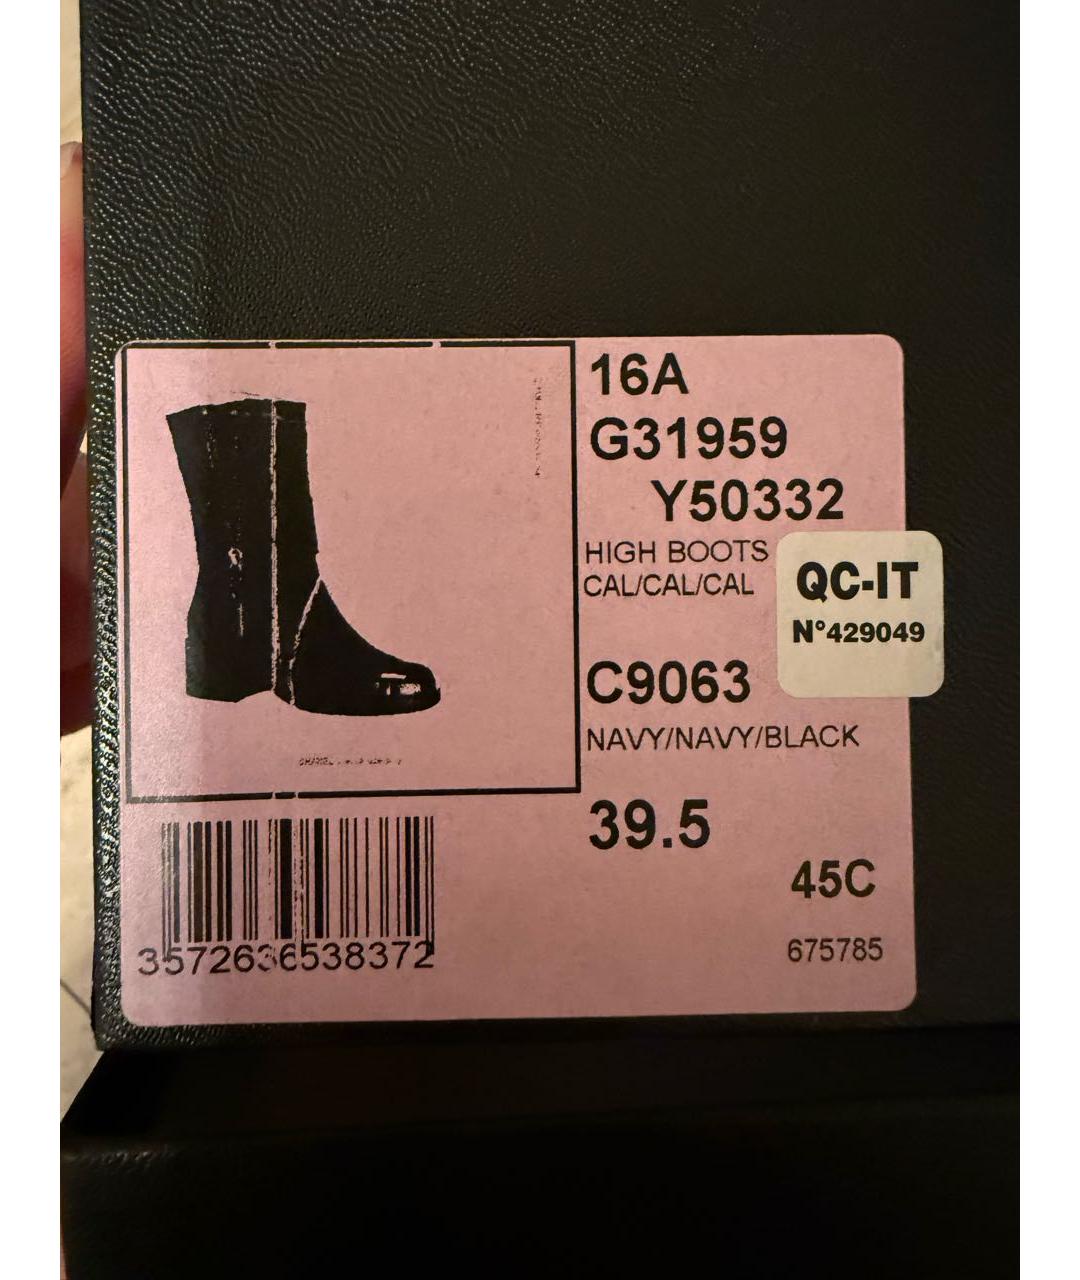 16A
G31959
Y50332
HIGH BOOTS
CAL/CAL/CAL
QC-IT
N°429049
C9063
NAVY/NAVY/BLACK
CHANEL
39.5
45C
3572636538372
675785